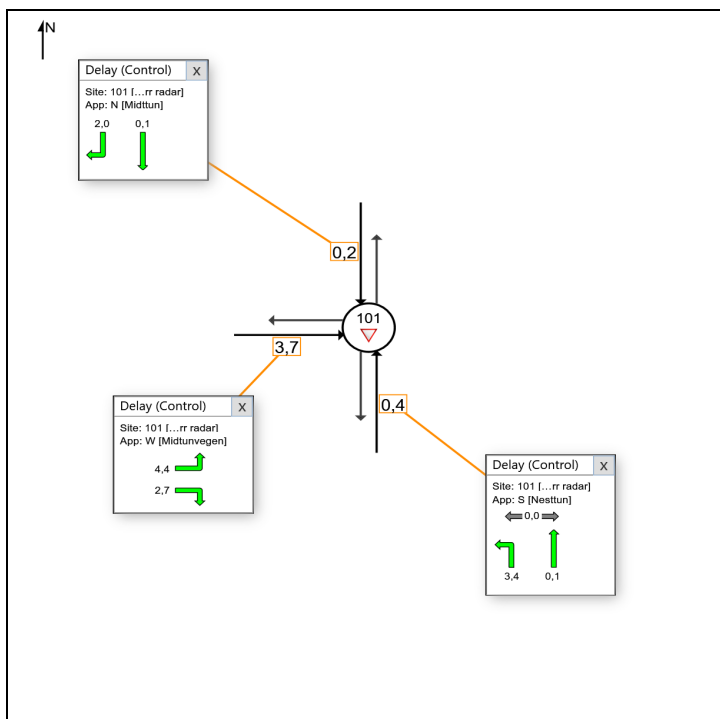 N
Delay (Control) X
Site: 101 [...rr radar]
App: N [Midttun]
2,0 0,1
0,2
101
3,7
0,4
Delay (Control) X
Site: 101 [...rr radar]
App: W [Midtunvegen]
4,4
2,7
Delay (Control) X
Site: 101 [...rr radar]
App: S [Nesttun]
0,0
3,4 0,1